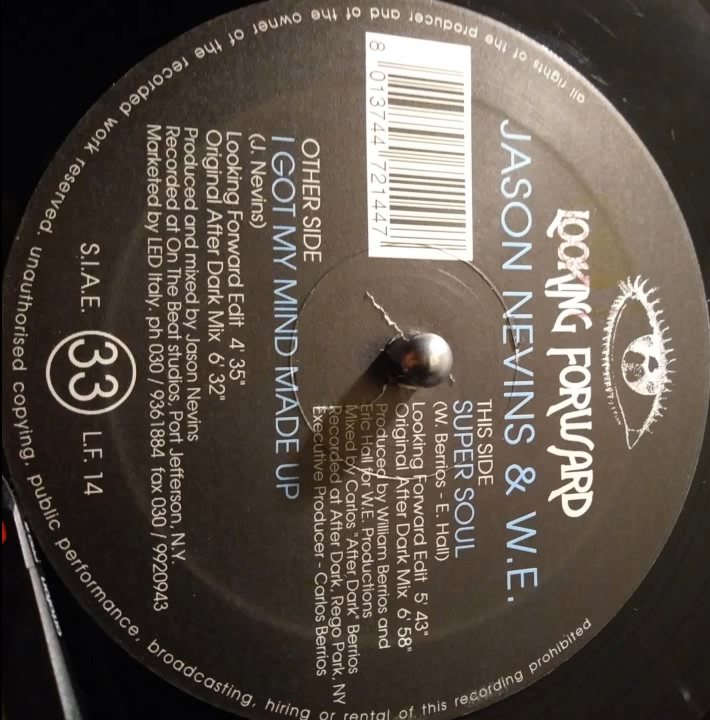 LOOKING FORWARD
JASON NEVINS & W.E.
8 013744 721447
THIS SIDE
SUPER SOUL
(W. Berrios - E. Hall)
Looking Forward Edit 5' 43"
Original After Dark Mix 6' 58"
Produced by William Berrios and
Eric Hall for W.E. Productions
Mixed by Carlos "After Dark" Berrios
Recorded at After Dark, Rego Park, NY
Executive Producer - Carlos Berrios
OTHER SIDE
I GOT MY MIND MADE UP
(J. Nevins)
Looking Forward Edit 4' 35"
Original After Dark Mix 6' 32"
Produced and mixed by Jason Nevins
Recorded at On The Beat studios, Port Jefferson, N.Y.
Marketed by LED Italy. ph 030 / 9361884 fax 030 / 9920943
S.I.A.E. 33 L.F. 14
all rights of the producer and of the owner of the recorded work reserved, unauthorised copying, public performance, broadcasting, hiring or rental of this recording prohibited